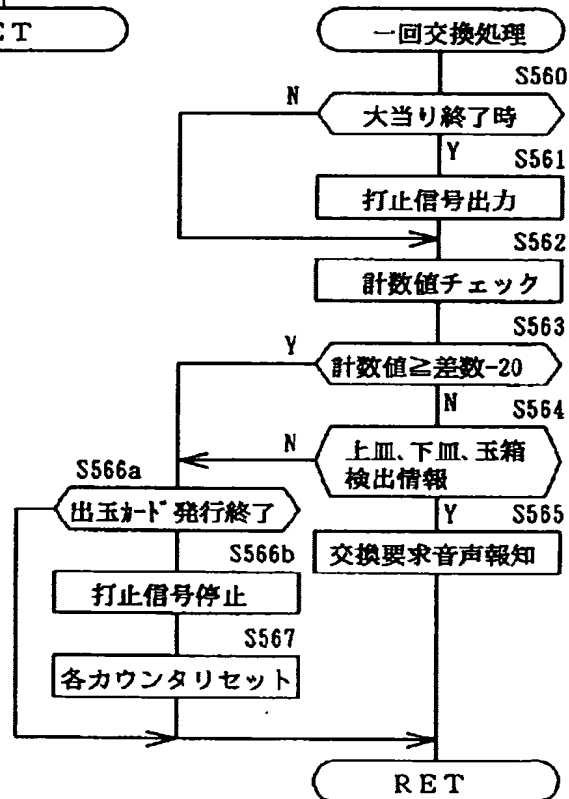 ET
一回交換処理
S560
N
大当り終了時
Y
S561
打止信号出力
S562
計数値チェック
S563
Y
計数値≧差数-20
N
S564
N
上皿、下皿、玉箱
検出情報
S566a
出玉カード発行終了
Y
S565
交換要求音声報知
S566b
打止信号停止
S567
各カウンタリセット
RET